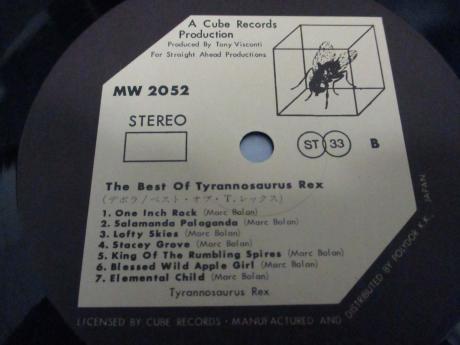 A Cube Records
Production
Produced By Tony Visconti
For Straight Ahead Productions
MW 2052
STEREO
ST 33 B
The Best Of Tyrannosaurus Rex
(デボラ/ベスト・オブ・T.レックス)
1. One Inch Rock (Marc Bolan)
2. Salamanda Palaganda (Marc Bolan)
3. Lofty Skies (Marc Bolan)
4. Stacey Grove (Marc Bolan)
5. King Of The Rumbling Spires (Marc Bolan)
6. Blessed Wild Apple Girl (Marc Bolan)
7. Elemental Child (Marc Bolan)
Tyrannosaurus Rex
LICENSED BY CUBE RECORDS · MANUFACTURED AND DISTRIBUTED BY POLYDOR K.K., JAPAN